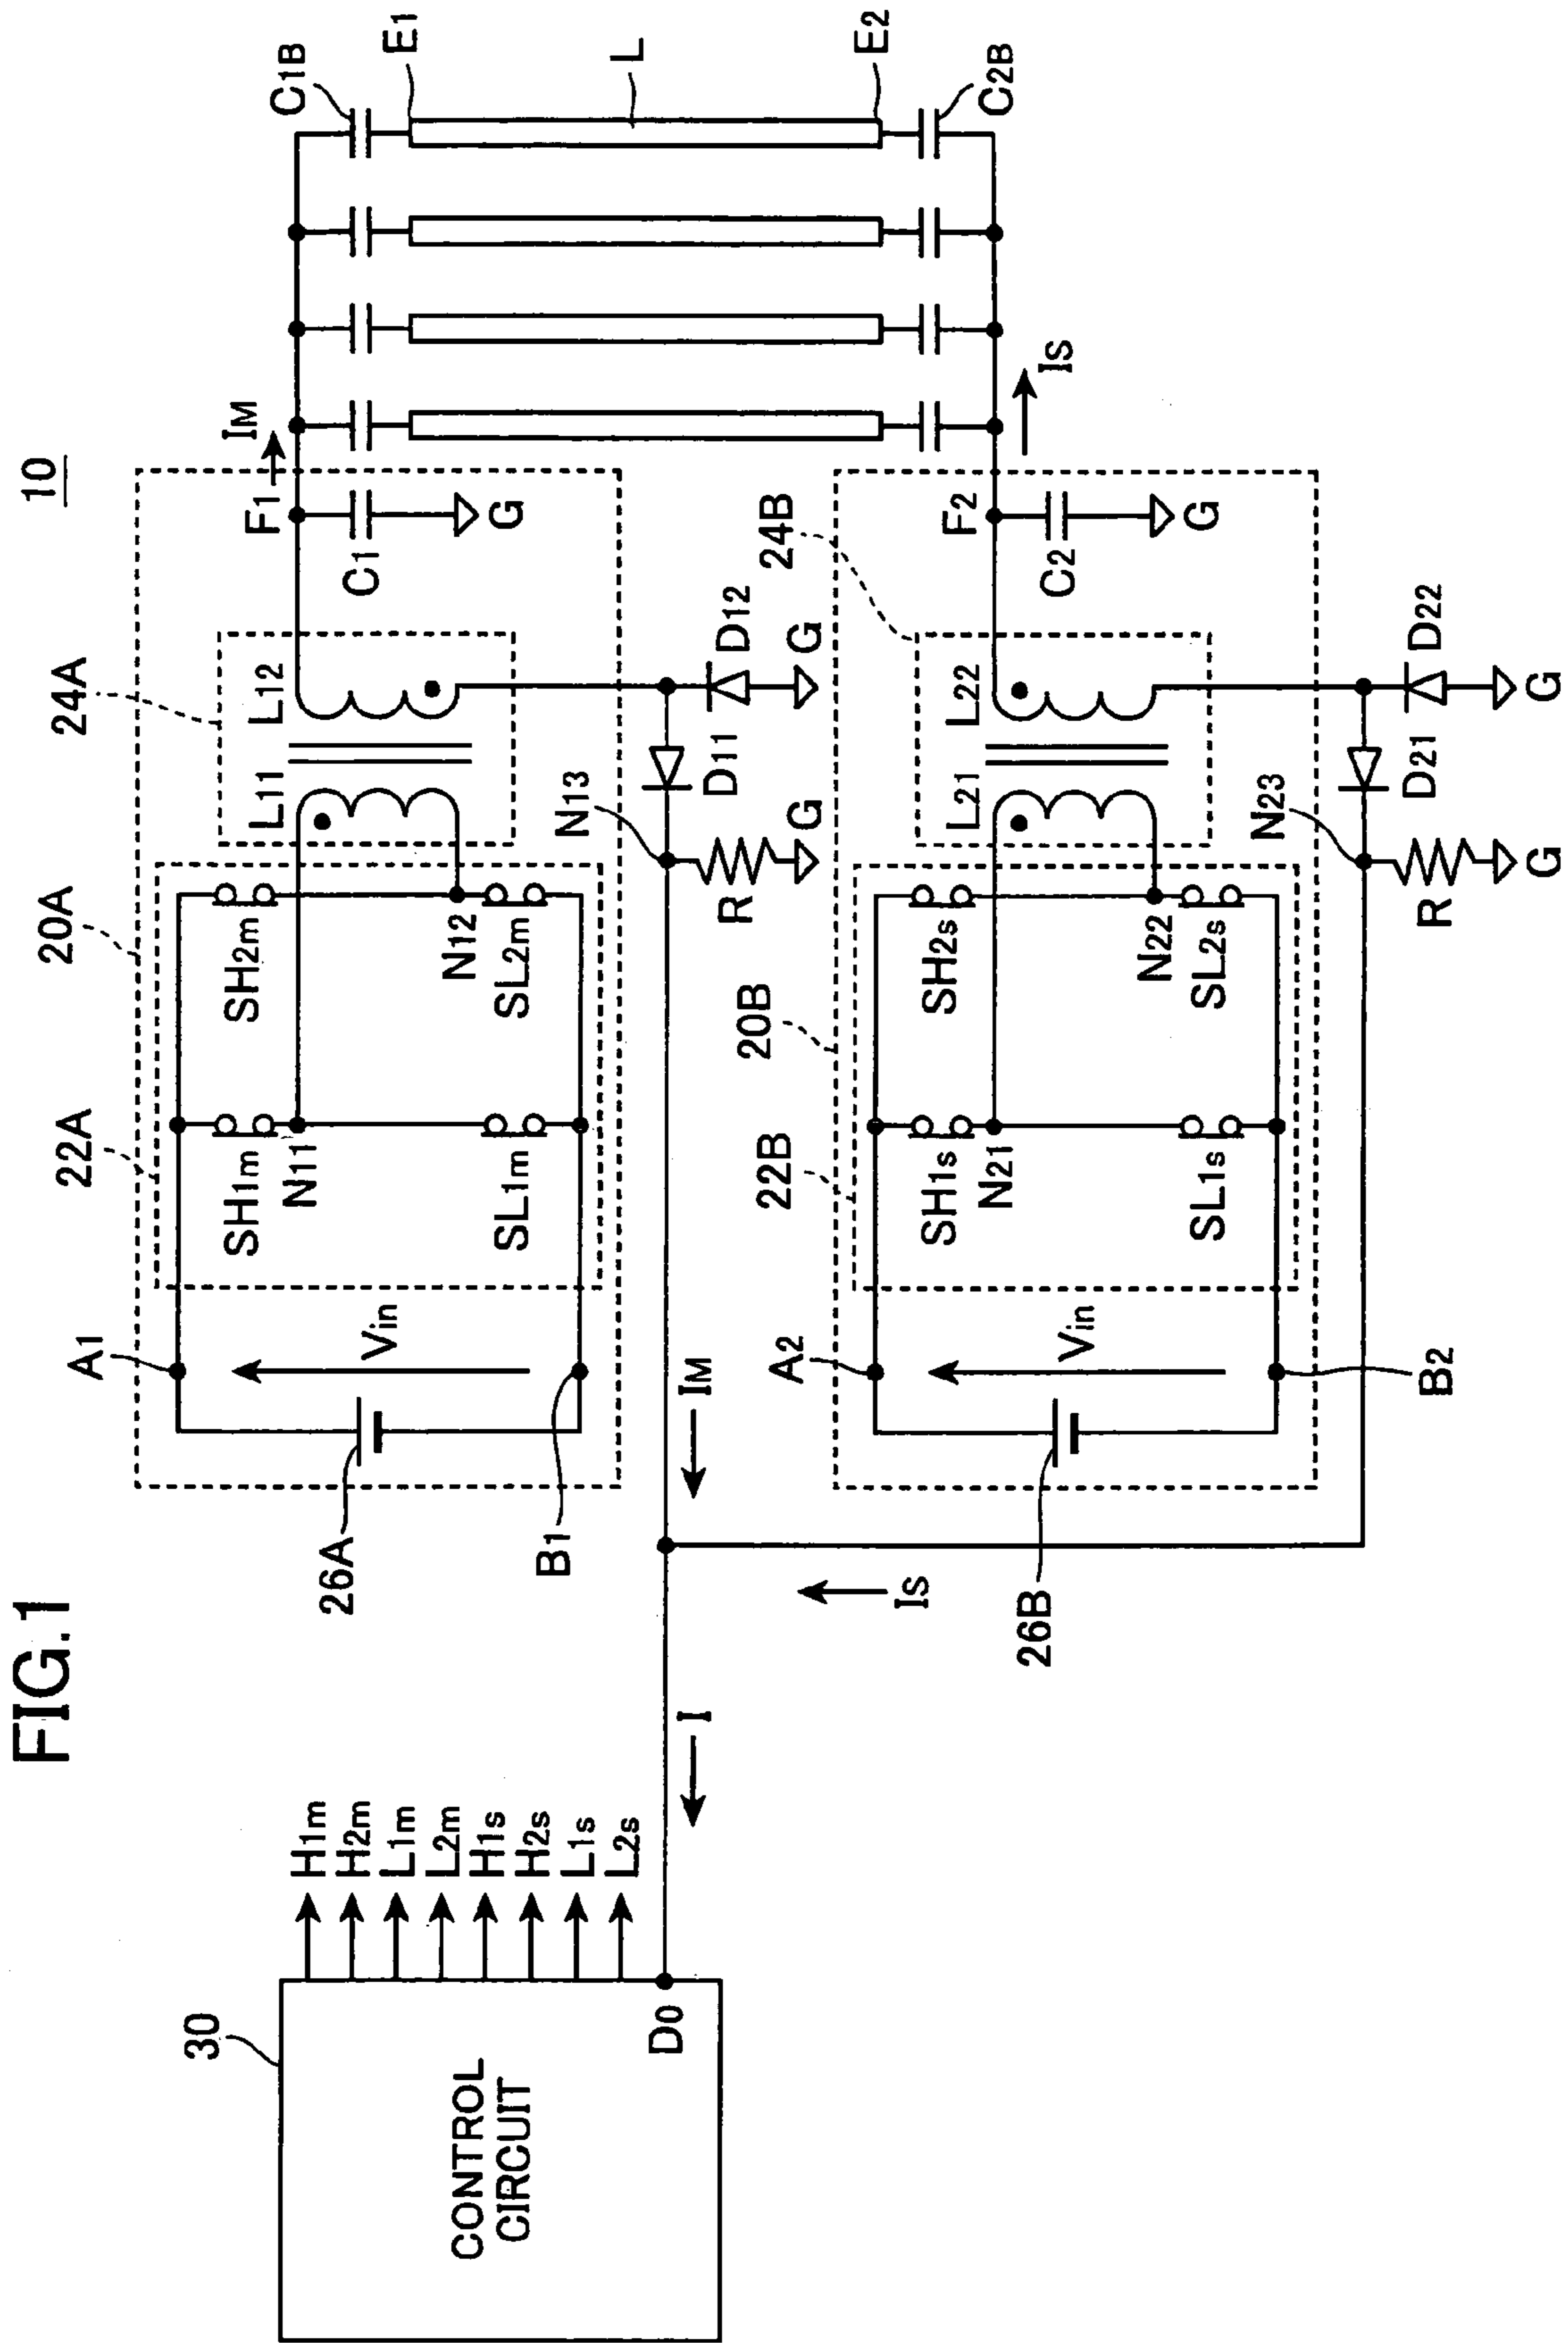 FIG.1
10
30
CONTROL
CIRCUIT
D0
H1m
H2m
L1m
L2m
H1s
H2s
L1s
L2s
I
IM
IS
20A
22A
24A
26A
A1
B1
Vin
SH1m
N11
SL1m
SH2m
N12
SL2m
L11
L12
F1
IM
C1
G
N13
R
G
D11
D12
G
C1B
E1
L
E2
C2B
20B
22B
24B
26B
A2
B2
Vin
SH1s
N21
SL1s
SH2s
N22
SL2s
L21
L22
F2
IS
C2
G
N23
R
G
D21
D22
G